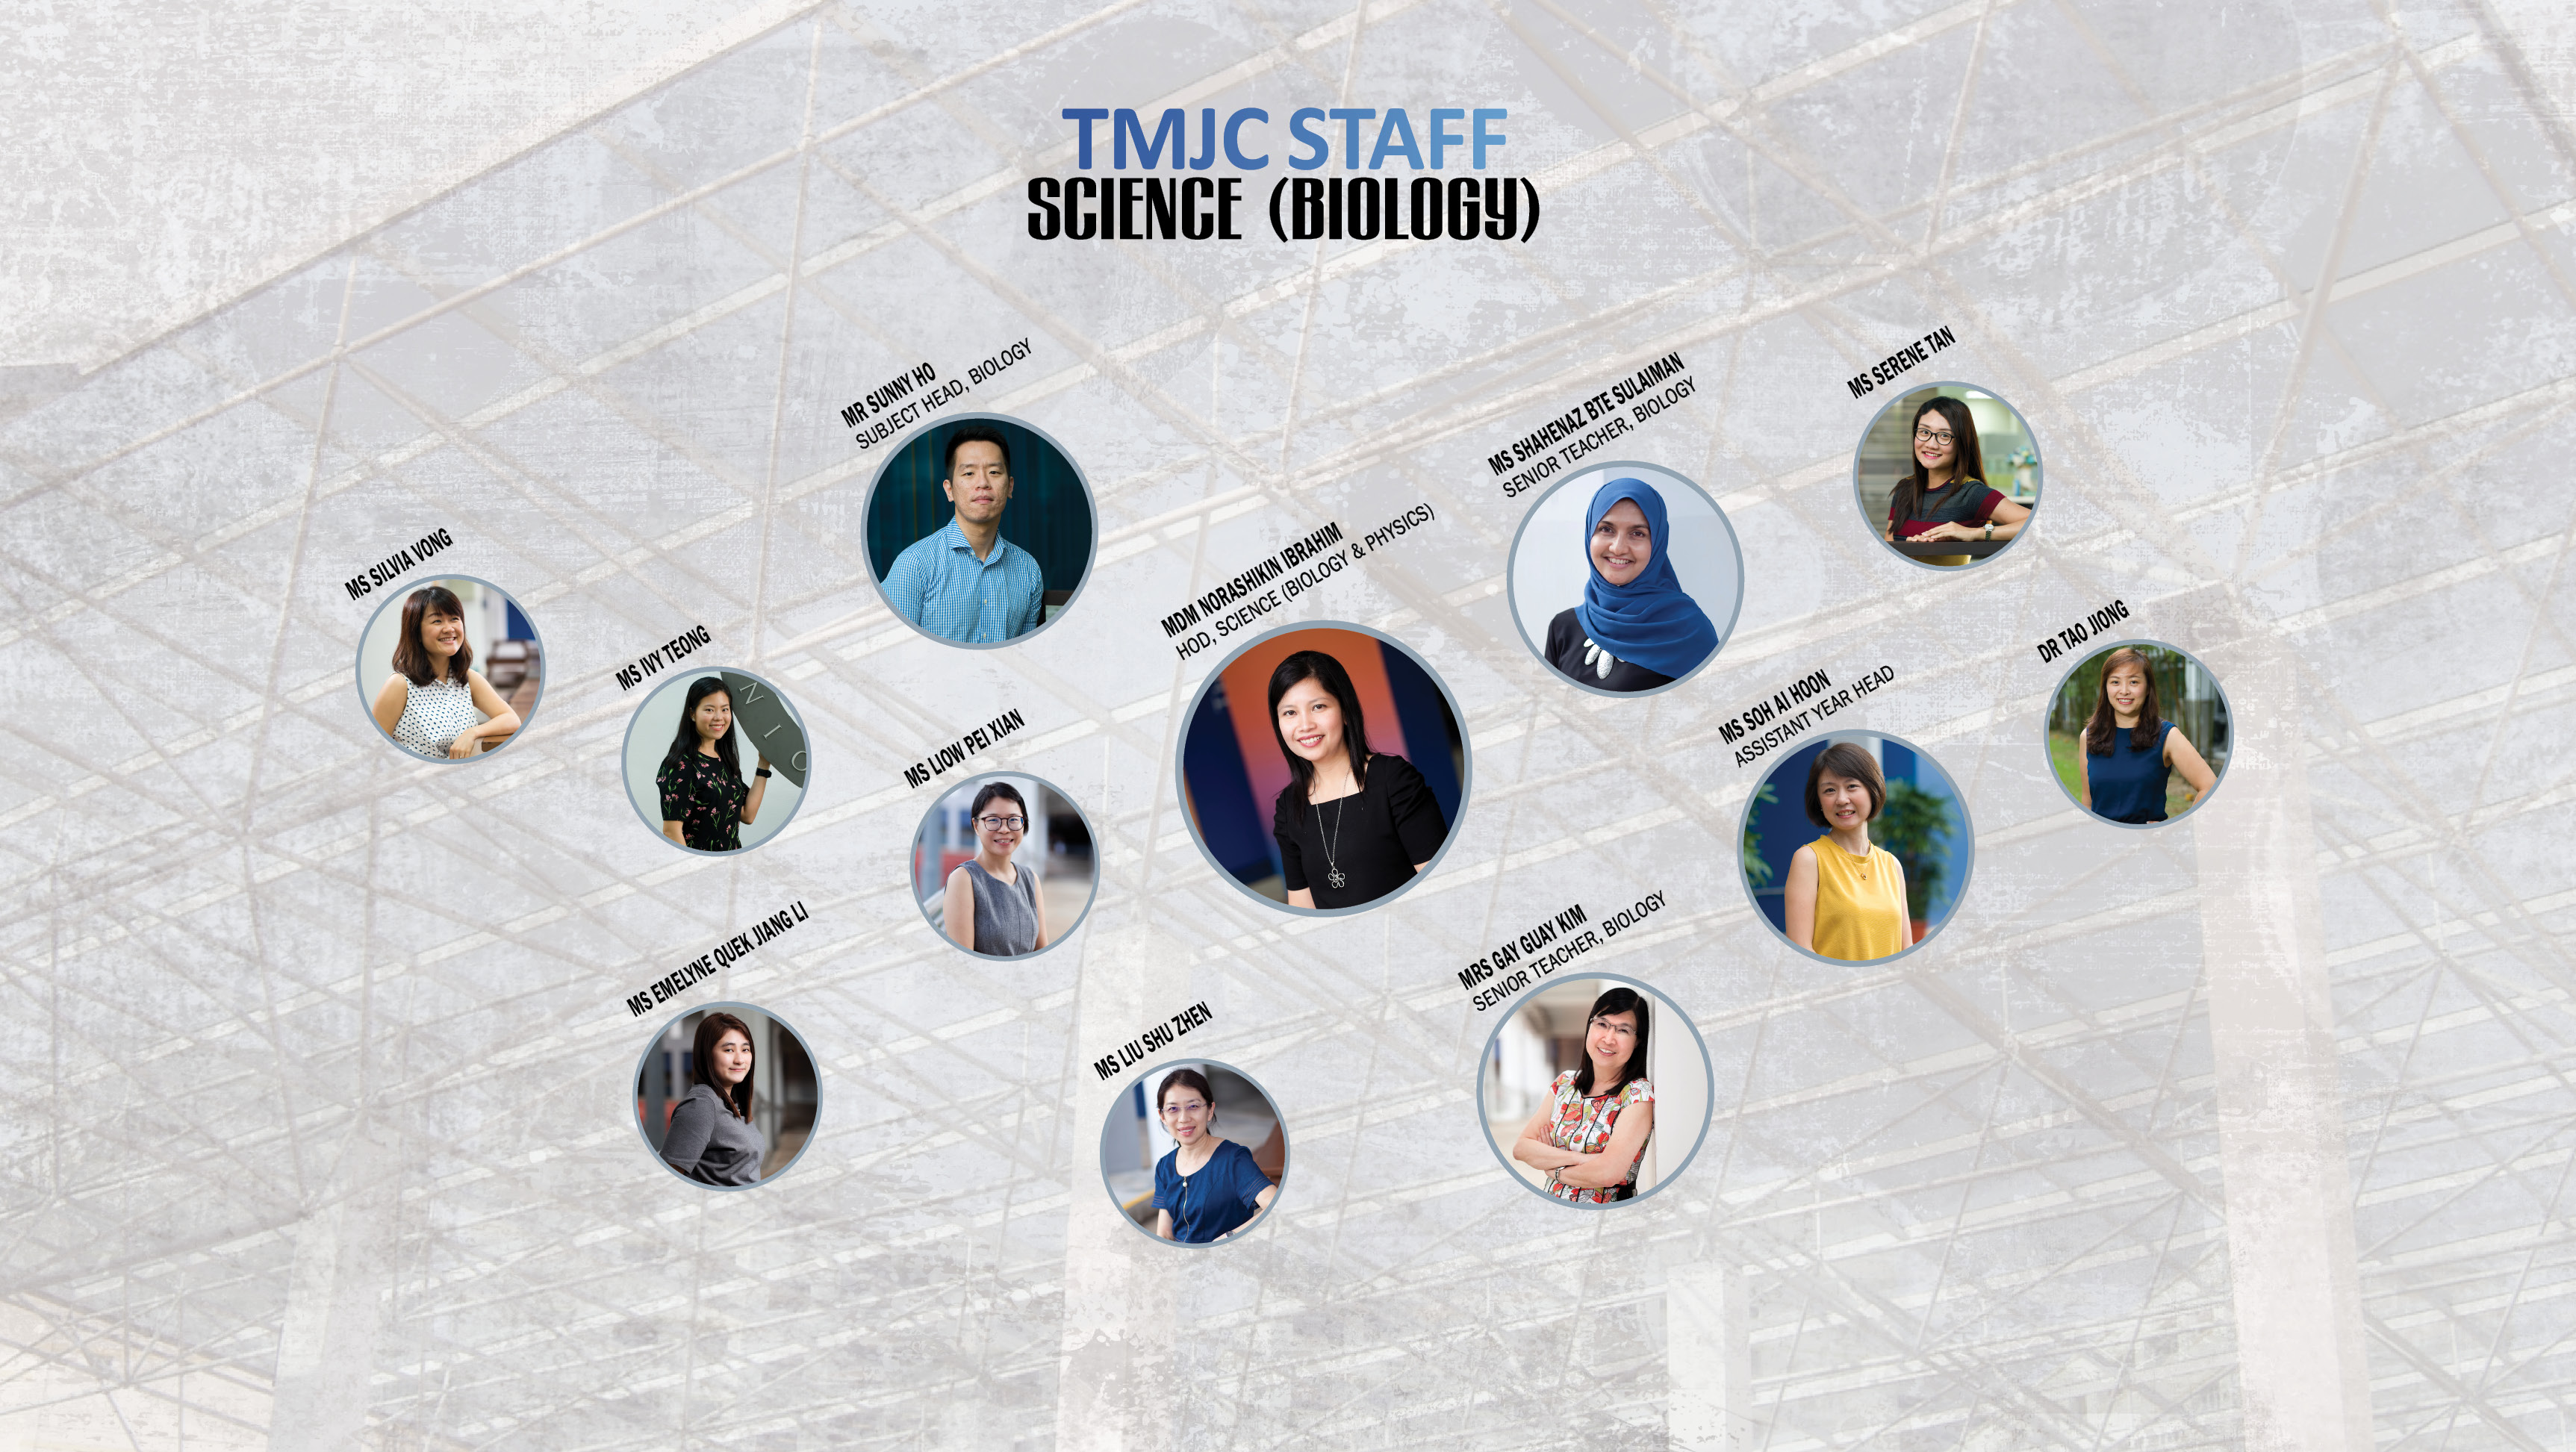 TMJC STAFF
SCIENCE (BIOLOGY)
MR SUNNY HO
SUBJECT HEAD, BIOLOGY
MS SHAHENAZ BTE SULAIMAN
SENIOR TEACHER, BIOLOGY
MS SERENE TAN
MS SILVIA VONG
MS IVY TEONG
N I O
MDM NORASHIKIN IBRAHIM
HOD, SCIENCE (BIOLOGY & PHYSICS)
MS LIOW PEI XIAN
MS SOH AI HOON
ASSISTANT YEAR HEAD
DR TAO JIONG
MS EMELYNE QUEK JIANG LI
MS LIU SHU ZHEN
MRS GAY GUAY KIM
SENIOR TEACHER, BIOLOGY